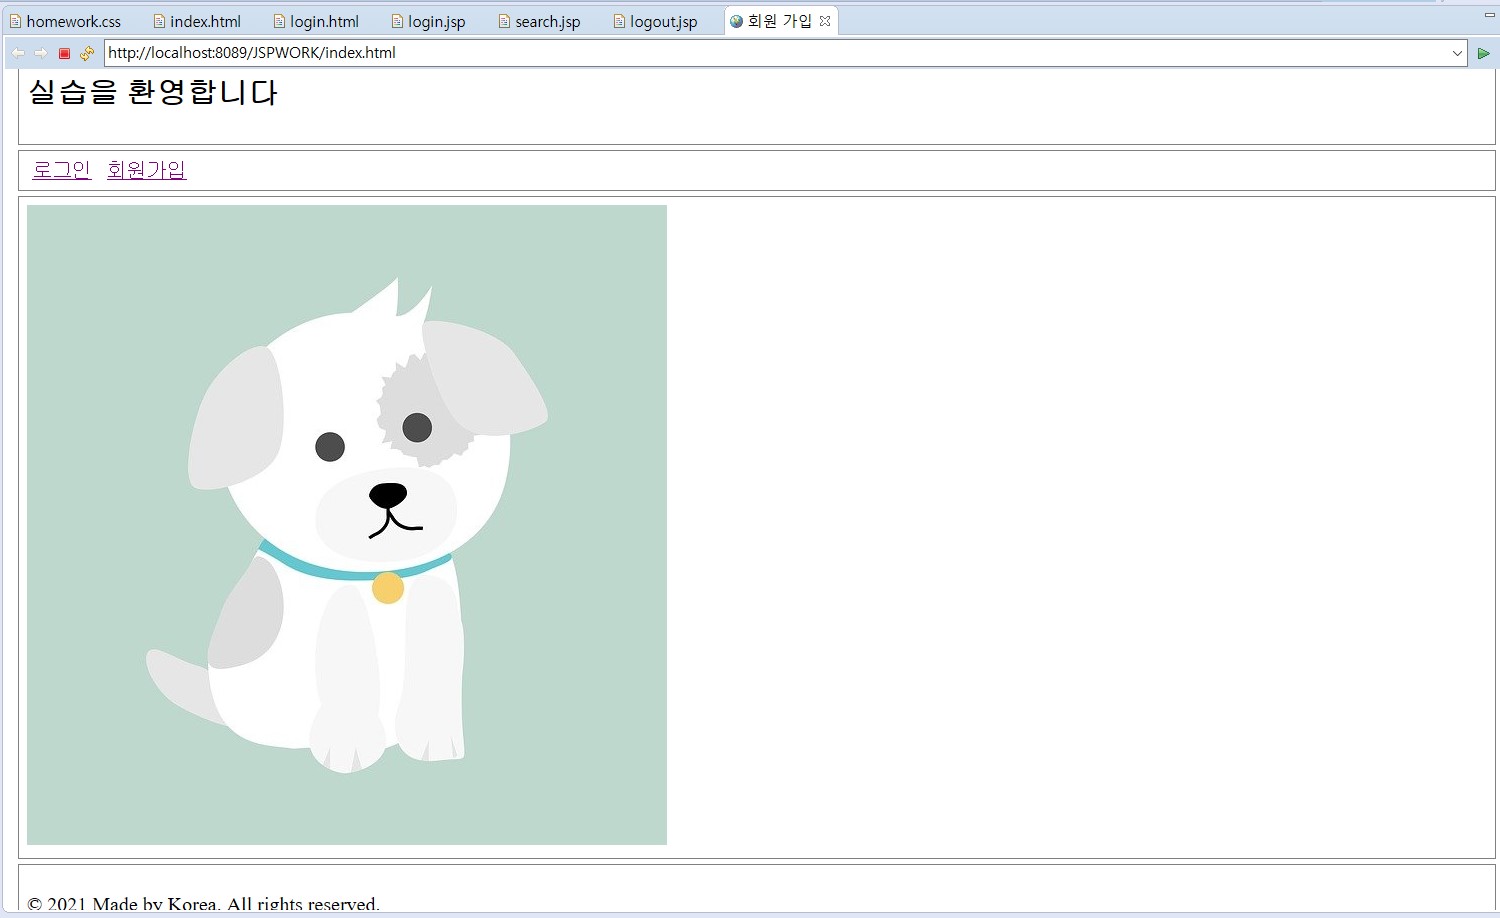 homework.css index.html login.html login.jsp search.jsp logout.jsp 회원 가입
http://localhost:8089/JSPWORK/index.html
실습을 환영합니다
로그인 회원가입
© 2021 Made by Korea. All rights reserved.